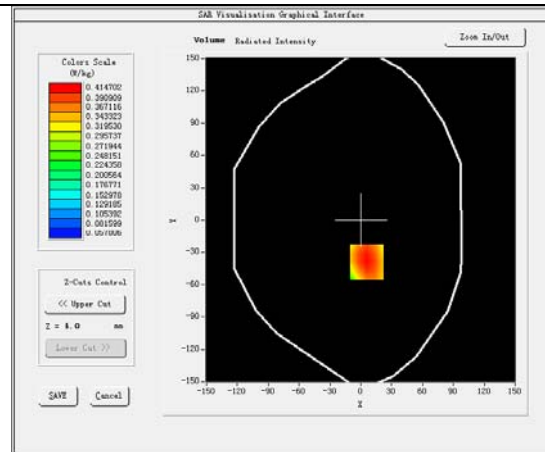 SAR Visualisation Graphical Interface
Volume Radiated Intensity
Zoom In/Out
Colors Scale
(W/kg)
0.414702
0.390909
0.367116
0.343323
0.319530
0.295737
0.271944
0.248151
0.224358
0.200564
0.176771
0.152978
0.129185
0.105392
0.081599
0.057806
Z-Cuts Control
<< Upper Cut
Z = 4.0 mm
Lower Cut >>
SAVE
Cancel
150
120
90
60
30
0
-30
-60
-90
-120
-150
Y
-150 -120 -90 -60 -30 0 30 60 90 120 150
X